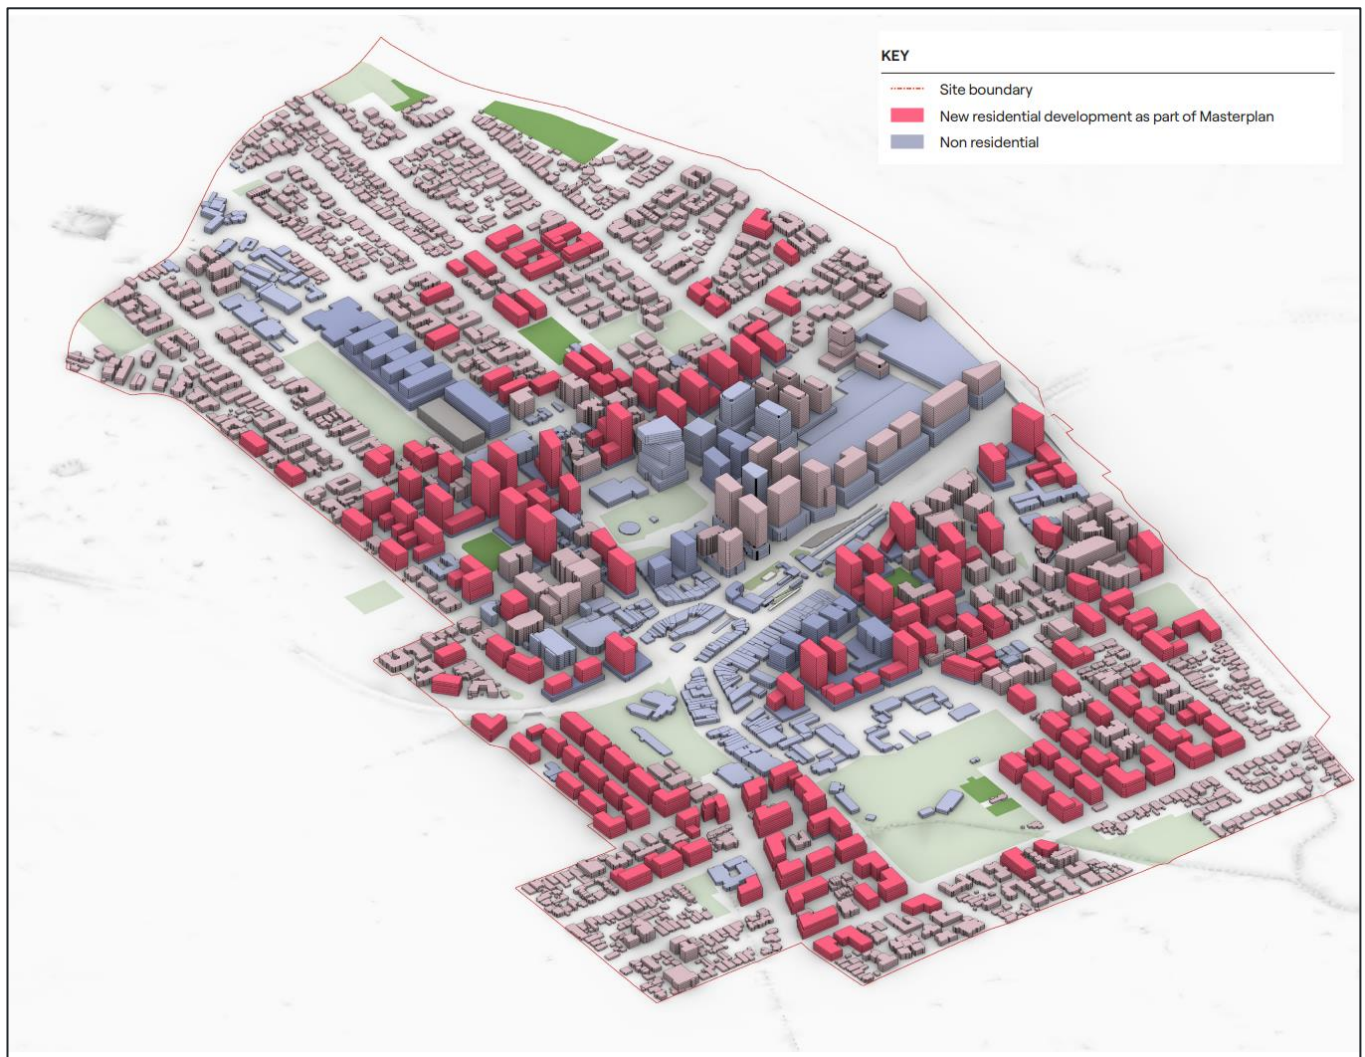 KEY
Site boundary
New residential development as part of Masterplan
Non residential